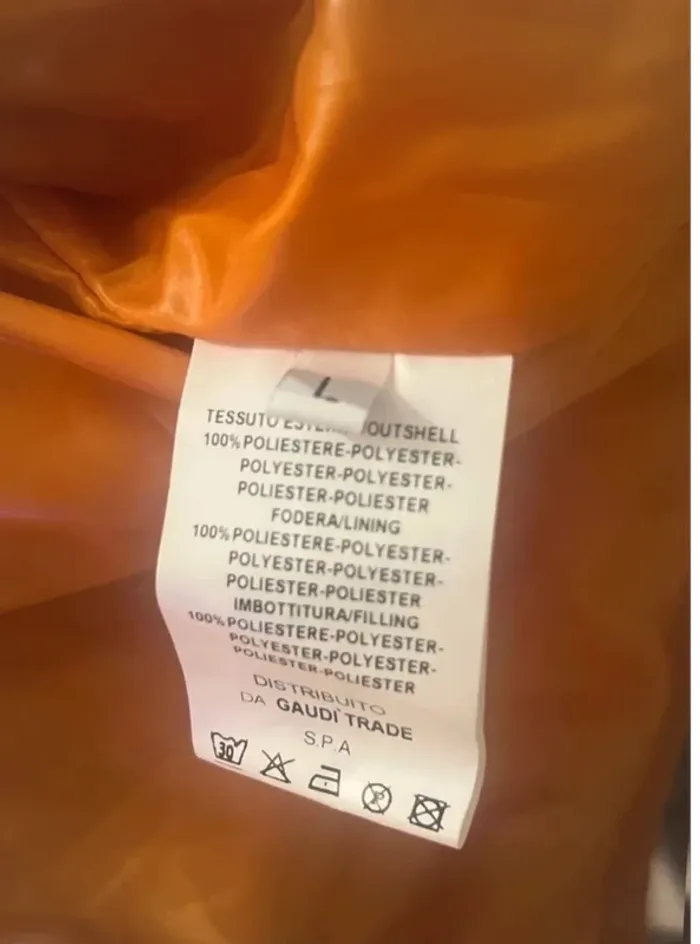 L
TESSUTO /OUTSHELL
100% POLIESTERE-POLYESTER-
POLYESTER-POLYESTER-
POLIESTER-POLIESTER
FODERA/LINING
100% POLIESTERE-POLYESTER-
POLYESTER-POLYESTER-
POLIESTER-POLIESTER
IMBOTTITURA/FILLING
100% POLIESTERE-POLYESTER-
POLYESTER-POLYESTER-
POLIESTER-POLIESTER
DISTRIBUITO
DA GAUDÌ TRADE
S.P.A
30 P